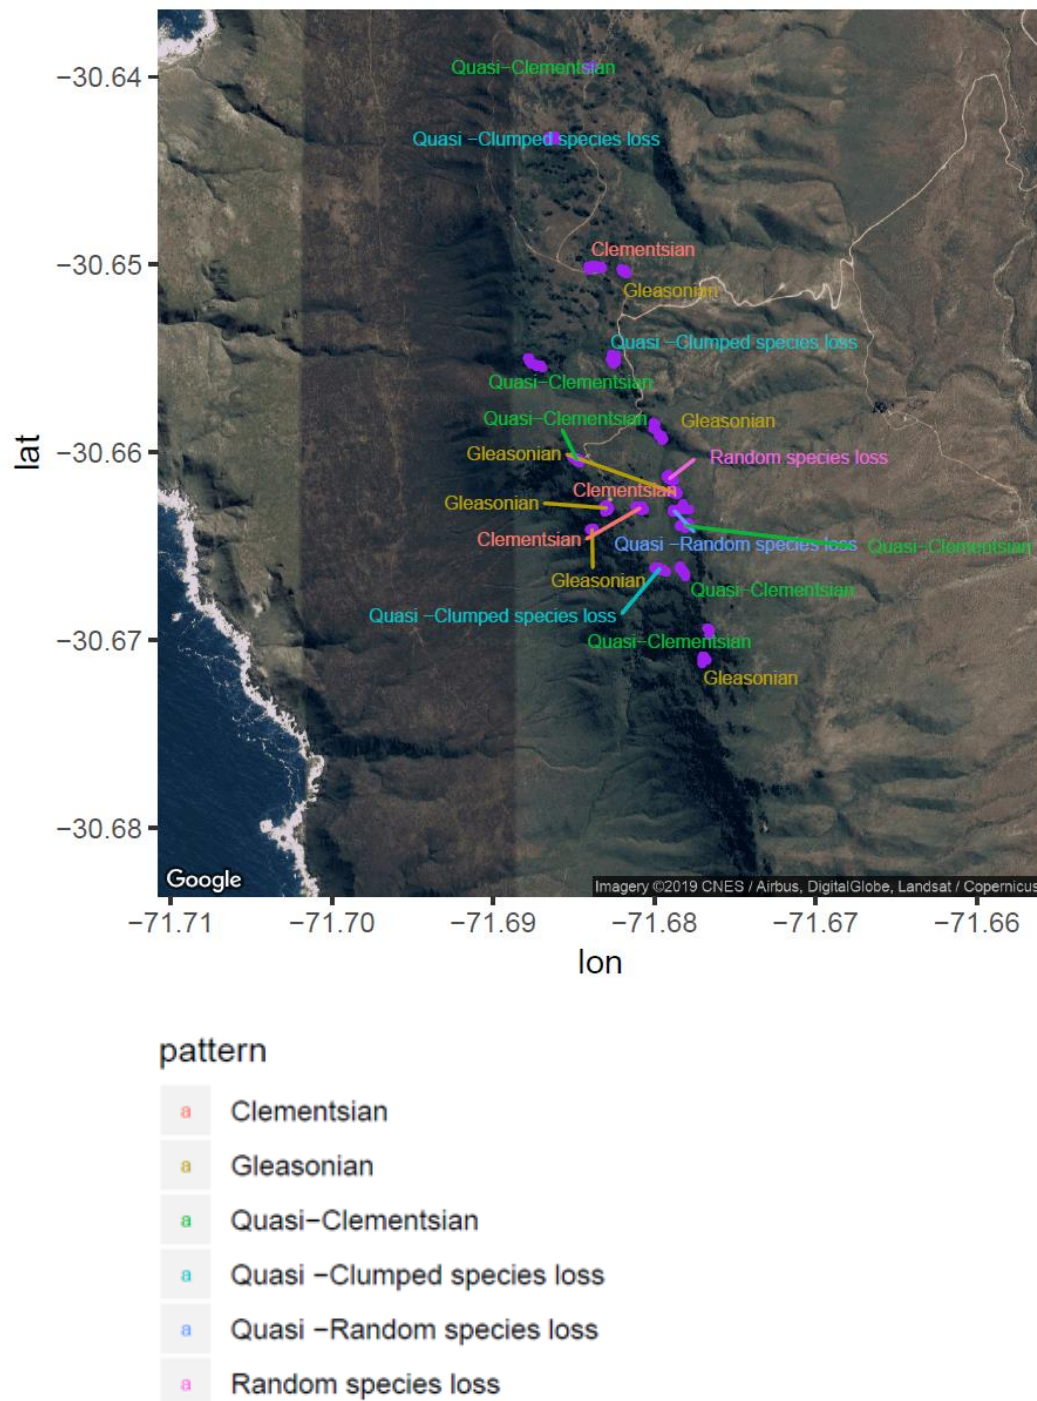 −30.64
Quasi−Clementsian
Quasi −Clumped species loss
Clementsian
−30.65
Gleasonian
Quasi −Clumped species loss
Quasi−Clementsian
Quasi−Clementsian
Gleasonian
lat
−30.66
Gleasonian
Random species loss
Clementsian
Gleasonian
Clementsian
Quasi −Random species loss
Quasi−Clementsian
Gleasonian
Quasi−Clementsian
Quasi −Clumped species loss
−30.67
Quasi−Clementsian
Gleasonian
−30.68
Google
Imagery ©2019 CNES / Airbus, DigitalGlobe, Landsat / Copernicus
−71.71 −71.70 −71.69 −71.68 −71.67 −71.66
lon
pattern
a Clementsian
a Gleasonian
a Quasi−Clementsian
a Quasi −Clumped species loss
a Quasi −Random species loss
a Random species loss